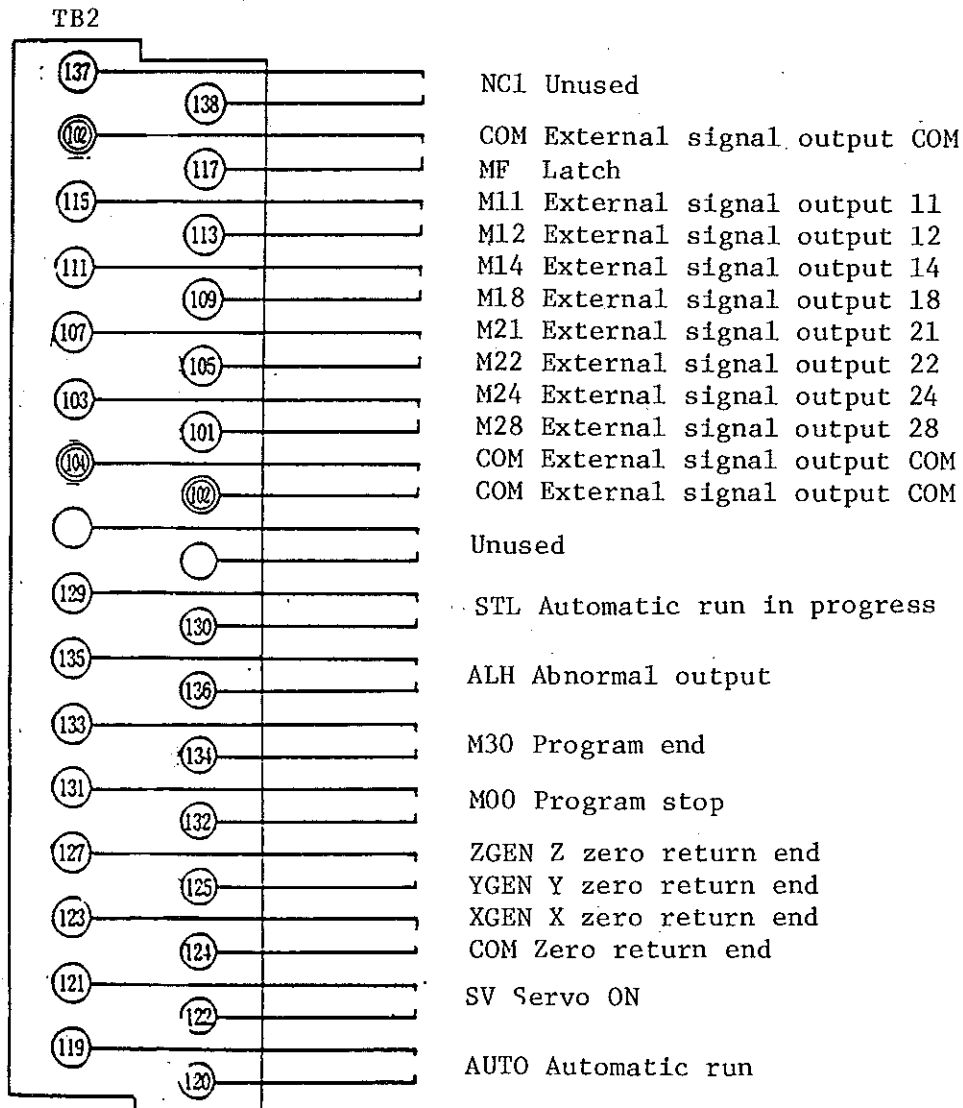 TB2
137
138
NC1 Unused
102
COM External signal output COM
117
MF Latch
115
M11 External signal output 11
113
M12 External signal output 12
111
M14 External signal output 14
109
M18 External signal output 18
107
M21 External signal output 21
105
M22 External signal output 22
103
M24 External signal output 24
101
M28 External signal output 28
104
COM External signal output COM
102
COM External signal output COM
Unused
129
130
STL Automatic run in progress
135
136
ALH Abnormal output
133
134
M30 Program end
131
132
M00 Program stop
127
ZGEN Z zero return end
125
YGEN Y zero return end
123
XGEN X zero return end
124
COM Zero return end
121
122
SV Servo ON
119
120
AUTO Automatic run